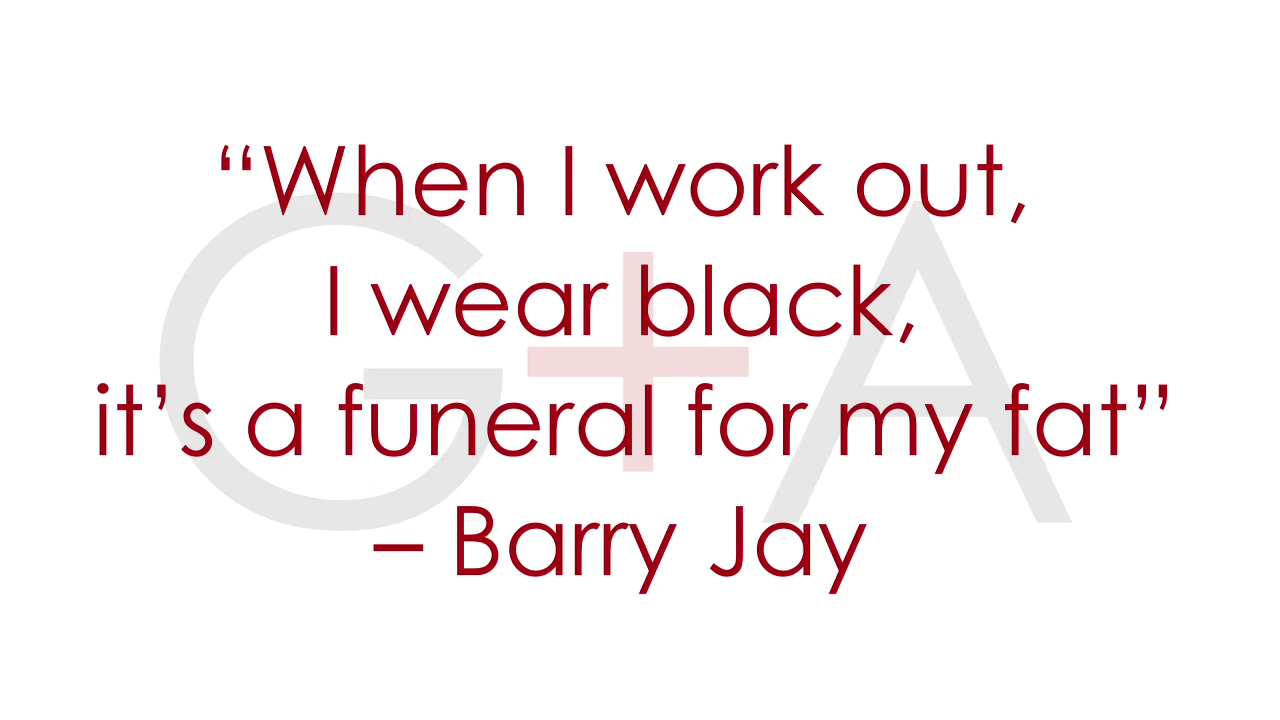 “When I work out,
I wear black,
it’s a funeral for my fat”
– Barry Jay
G+A